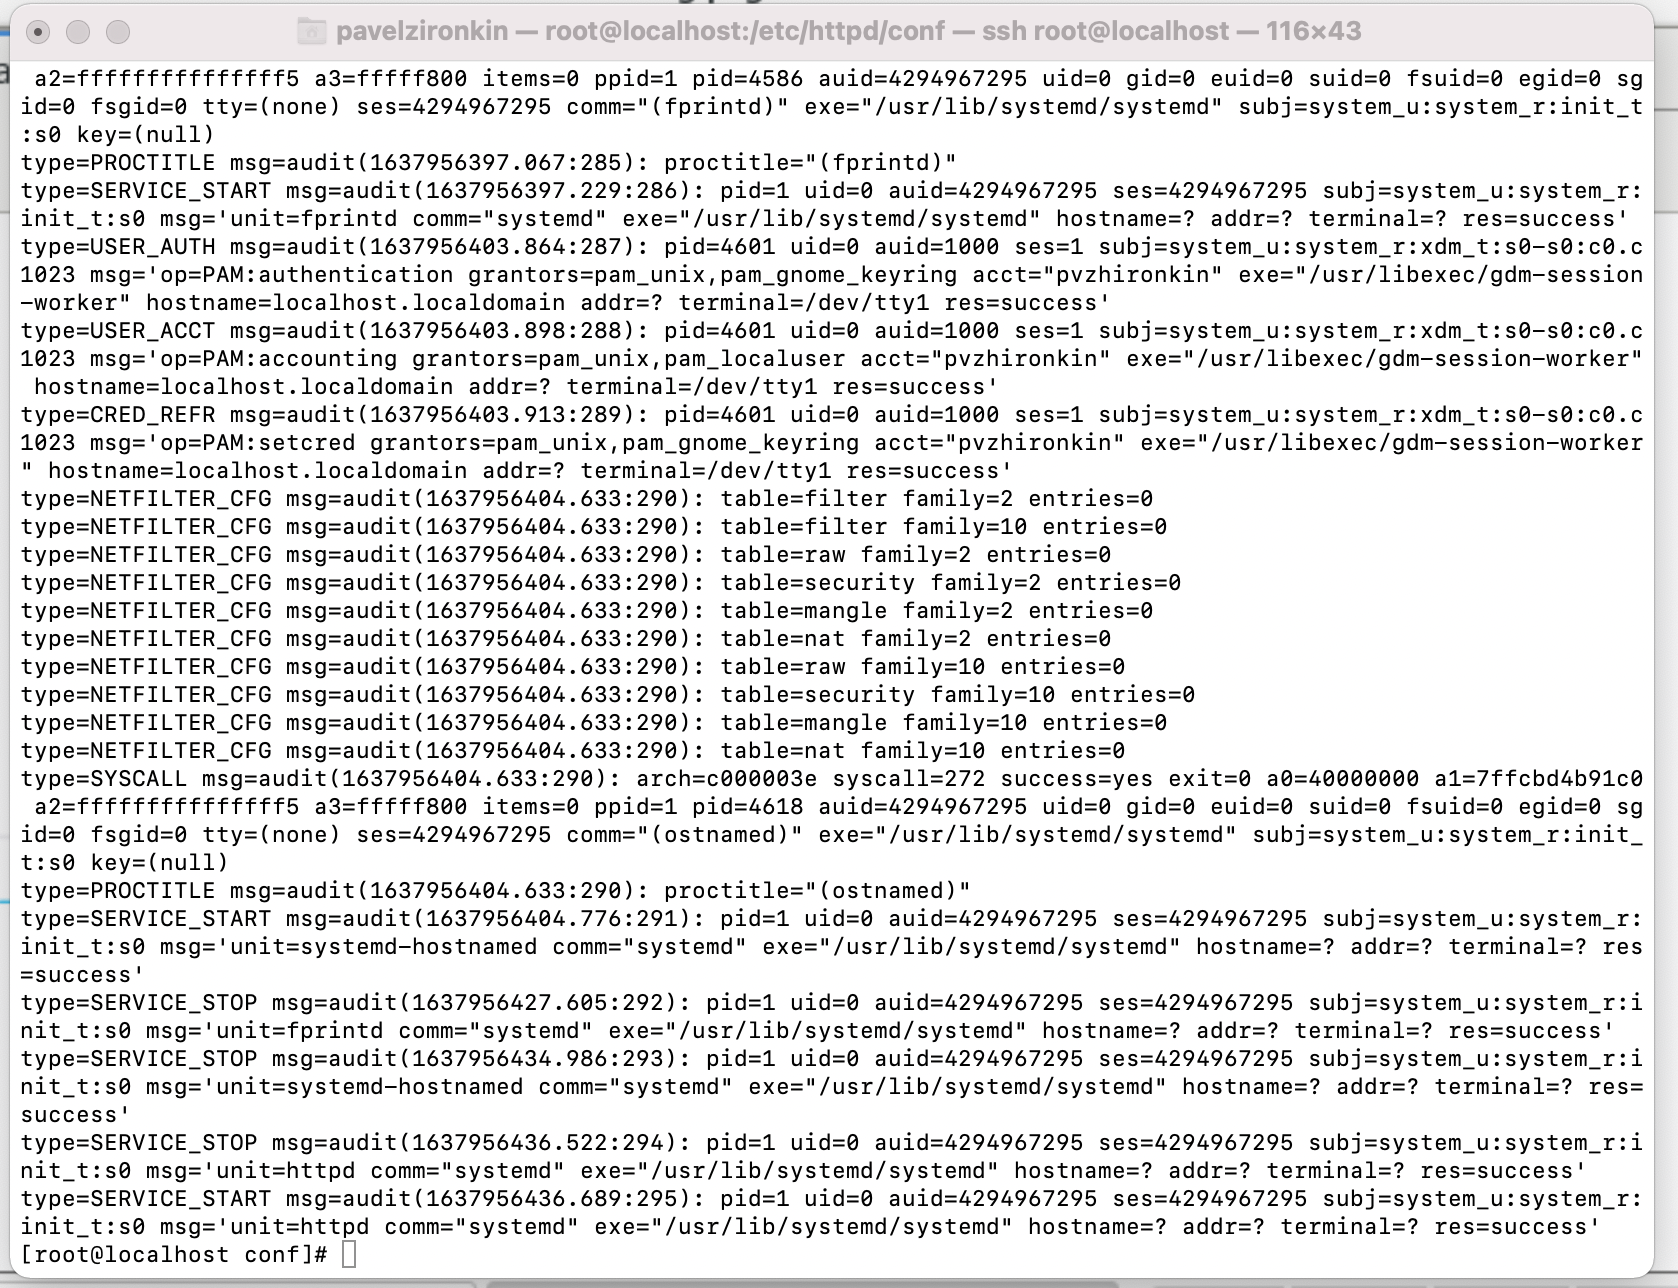 pavelzironkin — root@localhost:/etc/httpd/conf — ssh root@localhost — 116×43
 a2=fffffffffffffff5 a3=fffff800 items=0 ppid=1 pid=4586 auid=4294967295 uid=0 gid=0 euid=0 suid=0 fsuid=0 egid=0 sg
id=0 fsgid=0 tty=(none) ses=4294967295 comm="(fprintd)" exe="/usr/lib/systemd/systemd" subj=system_u:system_r:init_t
:s0 key=(null)
type=PROCTITLE msg=audit(1637956397.067:285): proctitle="(fprintd)"
type=SERVICE_START msg=audit(1637956397.229:286): pid=1 uid=0 auid=4294967295 ses=4294967295 subj=system_u:system_r:
init_t:s0 msg='unit=fprintd comm="systemd" exe="/usr/lib/systemd/systemd" hostname=? addr=? terminal=? res=success'
type=USER_AUTH msg=audit(1637956403.864:287): pid=4601 uid=0 auid=1000 ses=1 subj=system_u:system_r:xdm_t:s0-s0:c0.c
1023 msg='op=PAM:authentication grantors=pam_unix,pam_gnome_keyring acct="pvzhironkin" exe="/usr/libexec/gdm-session
-worker" hostname=localhost.localdomain addr=? terminal=/dev/tty1 res=success'
type=USER_ACCT msg=audit(1637956403.898:288): pid=4601 uid=0 auid=1000 ses=1 subj=system_u:system_r:xdm_t:s0-s0:c0.c
1023 msg='op=PAM:accounting grantors=pam_unix,pam_localuser acct="pvzhironkin" exe="/usr/libexec/gdm-session-worker"
 hostname=localhost.localdomain addr=? terminal=/dev/tty1 res=success'
type=CRED_REFR msg=audit(1637956403.913:289): pid=4601 uid=0 auid=1000 ses=1 subj=system_u:system_r:xdm_t:s0-s0:c0.c
1023 msg='op=PAM:setcred grantors=pam_unix,pam_gnome_keyring acct="pvzhironkin" exe="/usr/libexec/gdm-session-worker
" hostname=localhost.localdomain addr=? terminal=/dev/tty1 res=success'
type=NETFILTER_CFG msg=audit(1637956404.633:290): table=filter family=2 entries=0
type=NETFILTER_CFG msg=audit(1637956404.633:290): table=filter family=10 entries=0
type=NETFILTER_CFG msg=audit(1637956404.633:290): table=raw family=2 entries=0
type=NETFILTER_CFG msg=audit(1637956404.633:290): table=security family=2 entries=0
type=NETFILTER_CFG msg=audit(1637956404.633:290): table=mangle family=2 entries=0
type=NETFILTER_CFG msg=audit(1637956404.633:290): table=nat family=2 entries=0
type=NETFILTER_CFG msg=audit(1637956404.633:290): table=raw family=10 entries=0
type=NETFILTER_CFG msg=audit(1637956404.633:290): table=security family=10 entries=0
type=NETFILTER_CFG msg=audit(1637956404.633:290): table=mangle family=10 entries=0
type=NETFILTER_CFG msg=audit(1637956404.633:290): table=nat family=10 entries=0
type=SYSCALL msg=audit(1637956404.633:290): arch=c000003e syscall=272 success=yes exit=0 a0=40000000 a1=7ffcbd4b91c0
 a2=fffffffffffffff5 a3=fffff800 items=0 ppid=1 pid=4618 auid=4294967295 uid=0 gid=0 euid=0 suid=0 fsuid=0 egid=0 sg
id=0 fsgid=0 tty=(none) ses=4294967295 comm="(ostnamed)" exe="/usr/lib/systemd/systemd" subj=system_u:system_r:init_
t:s0 key=(null)
type=PROCTITLE msg=audit(1637956404.633:290): proctitle="(ostnamed)"
type=SERVICE_START msg=audit(1637956404.776:291): pid=1 uid=0 auid=4294967295 ses=4294967295 subj=system_u:system_r:
init_t:s0 msg='unit=systemd-hostnamed comm="systemd" exe="/usr/lib/systemd/systemd" hostname=? addr=? terminal=? res
=success'
type=SERVICE_STOP msg=audit(1637956427.605:292): pid=1 uid=0 auid=4294967295 ses=4294967295 subj=system_u:system_r:i
nit_t:s0 msg='unit=fprintd comm="systemd" exe="/usr/lib/systemd/systemd" hostname=? addr=? terminal=? res=success'
type=SERVICE_STOP msg=audit(1637956434.986:293): pid=1 uid=0 auid=4294967295 ses=4294967295 subj=system_u:system_r:i
nit_t:s0 msg='unit=systemd-hostnamed comm="systemd" exe="/usr/lib/systemd/systemd" hostname=? addr=? terminal=? res=
success'
type=SERVICE_STOP msg=audit(1637956436.522:294): pid=1 uid=0 auid=4294967295 ses=4294967295 subj=system_u:system_r:i
nit_t:s0 msg='unit=httpd comm="systemd" exe="/usr/lib/systemd/systemd" hostname=? addr=? terminal=? res=success'
type=SERVICE_START msg=audit(1637956436.689:295): pid=1 uid=0 auid=4294967295 ses=4294967295 subj=system_u:system_r:
init_t:s0 msg='unit=httpd comm="systemd" exe="/usr/lib/systemd/systemd" hostname=? addr=? terminal=? res=success'
[root@localhost conf]#